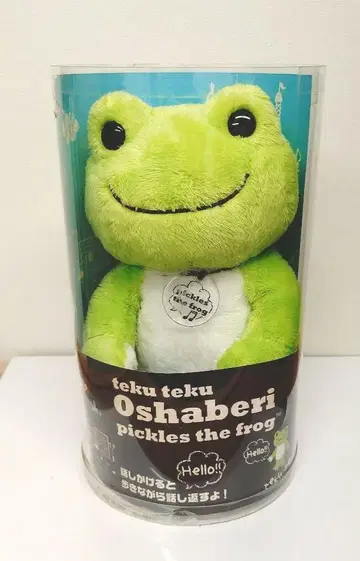 pickles
the frog
teku teku
Oshaberi
pickles the frog™
Hello!!
Hello!!
話しかけると
歩きながら話し返すよ！